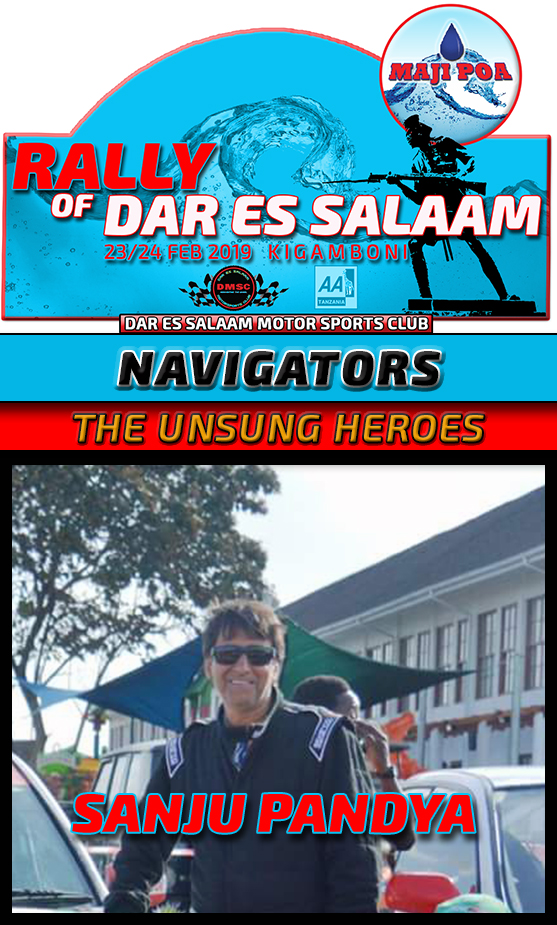 MAJI POA
RALLY
OF DAR ES SALAAM
23/24 FEB 2019 KIGAMBONI
DMSC
AA
TANZANIA
DAR ES SALAAM MOTOR SPORTS CLUB
NAVIGATORS
THE UNSUNG HEROES
SANJU PANDYA